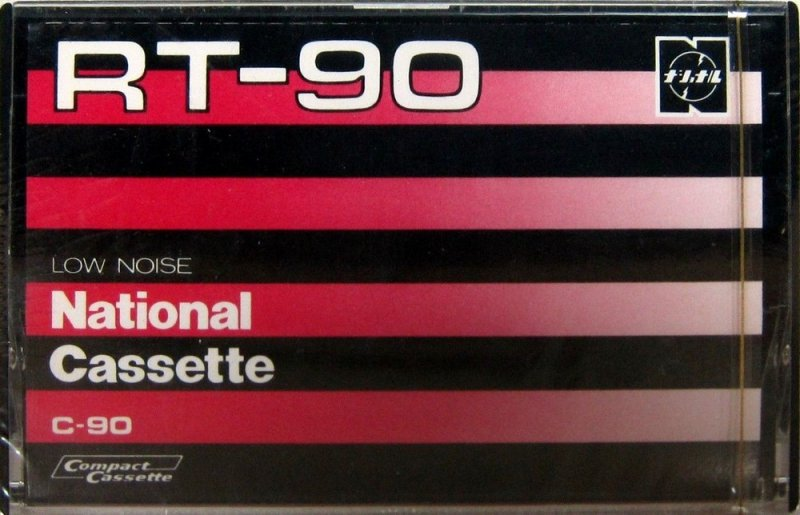 RT-90
ナショナル
LOW NOISE
National
Cassette
C-90
Compact
Cassette